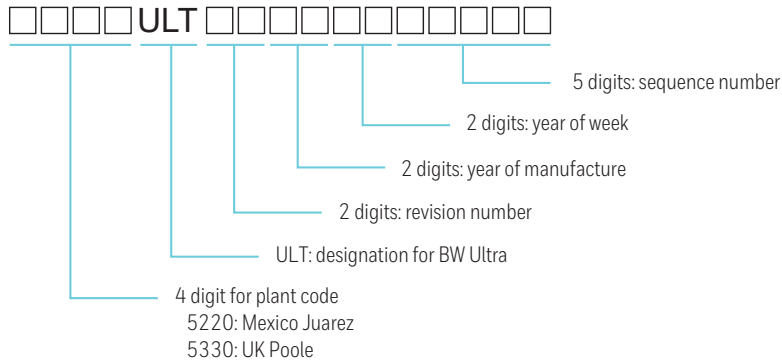 □□□□ULT□□□□□□□□□□□
5 digits: sequence number
2 digits: year of week
2 digits: year of manufacture
2 digits: revision number
ULT: designation for BW Ultra
4 digit for plant code
5220: Mexico Juarez
5330: UK Poole